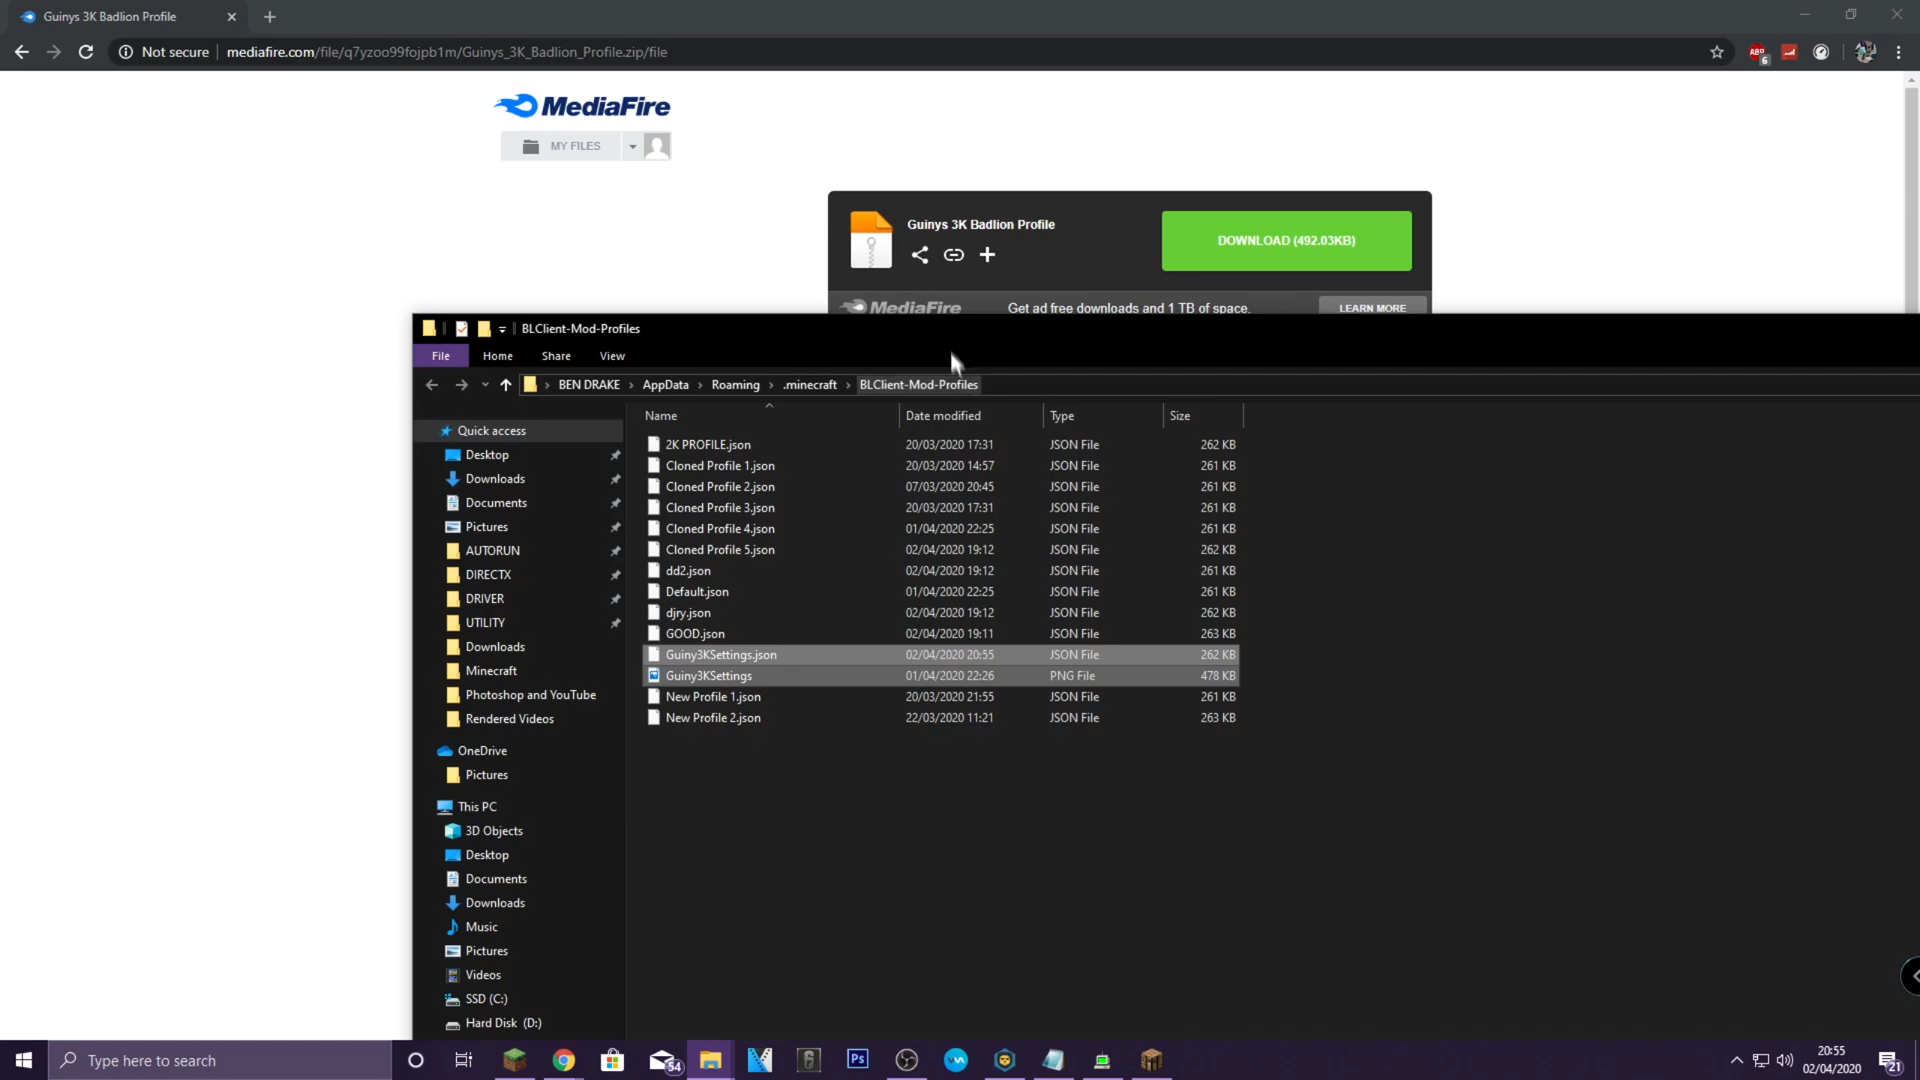 Guinys 3K Badlion Profile
Not secure
mediafire.com/file/q7yzoo99fojpb1m/Guinys_3K_Badlion_Profile.zip/file
ABP
6
MediaFire
MY FILES
Guinys 3K Badlion Profile
DOWNLOAD (492.03KB)
MediaFire
Get ad free downloads and 1 TB of space.
LEARN MORE
BLClient-Mod-Profiles
File Home Share View
BEN DRAKE AppData Roaming .minecraft BLClient-Mod-Profiles
Name Date modified Type Size
2K PROFILE.json 20/03/2020 17:31 JSON File 262 KB
Cloned Profile 1.json 20/03/2020 14:57 JSON File 261 KB
Cloned Profile 2.json 07/03/2020 20:45 JSON File 261 KB
Cloned Profile 3.json 20/03/2020 17:31 JSON File 261 KB
Cloned Profile 4.json 01/04/2020 22:25 JSON File 261 KB
Cloned Profile 5.json 02/04/2020 19:12 JSON File 262 KB
dd2.json 02/04/2020 19:12 JSON File 261 KB
Default.json 01/04/2020 22:25 JSON File 261 KB
djry.json 02/04/2020 19:12 JSON File 262 KB
GOOD.json 02/04/2020 19:11 JSON File 263 KB
Guiny3KSettings.json 02/04/2020 20:55 JSON File 262 KB
Guiny3KSettings 01/04/2020 22:26 PNG File 478 KB
New Profile 1.json 20/03/2020 21:55 JSON File 261 KB
New Profile 2.json 22/03/2020 11:21 JSON File 263 KB
Quick access
Desktop
Downloads
Documents
Pictures
AUTORUN
DIRECTX
DRIVER
UTILITY
Downloads
Minecraft
Photoshop and YouTube
Rendered Videos
OneDrive
Pictures
This PC
3D Objects
Desktop
Documents
Downloads
Music
Pictures
Videos
SSD (C:)
Hard Disk (D:)
Type here to search
54
Ps
20:55
02/04/2020
21